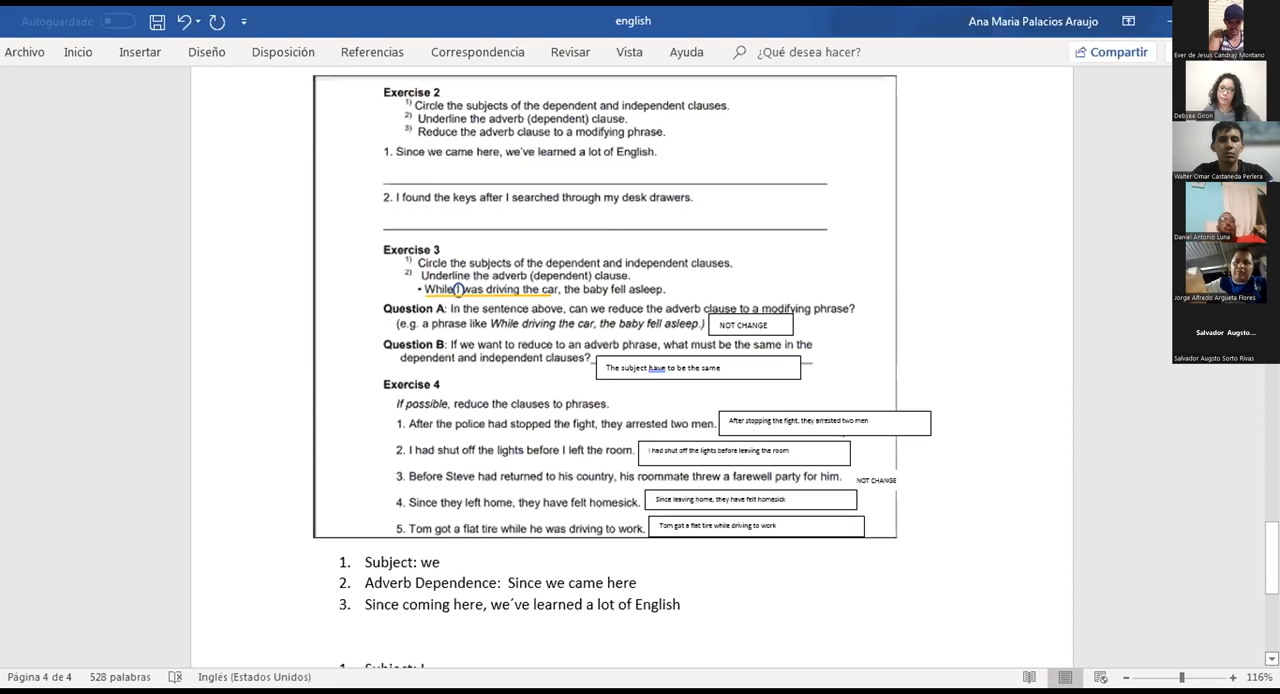 Autoguardado
english
Ana Maria Palacios Araujo
Archivo Inicio Insertar Diseño Disposición Referencias Correspondencia Revisar Vista Ayuda ¿Qué desea hacer? Compartir
Exercise 2
1) Circle the subjects of the dependent and independent clauses.
2) Underline the adverb (dependent) clause.
3) Reduce the adverb clause to a modifying phrase.
1. Since we came here, we've learned a lot of English.
2. I found the keys after I searched through my desk drawers.
Exercise 3
1) Circle the subjects of the dependent and independent clauses.
2) Underline the adverb (dependent) clause.
• While I was driving the car, the baby fell asleep.
Question A: In the sentence above, can we reduce the adverb clause to a modifying phrase?
(e.g. a phrase like While driving the car, the baby fell asleep.) NOT CHANGE
Question B: If we want to reduce to an adverb phrase, what must be the same in the
dependent and independent clauses?
The subject have to be the same
Exercise 4
If possible, reduce the clauses to phrases.
1. After the police had stopped the fight, they arrested two men. After stopping the fight, they arrested two men
2. I had shut off the lights before I left the room. I had shut off the lights before leaving the room
3. Before Steve had returned to his country, his roommate threw a farewell party for him. NOT CHANGE
4. Since they left home, they have felt homesick. Since leaving home, they have felt homesick
5. Tom got a flat tire while he was driving to work. Tom got a flat tire while driving to work
1. Subject: we
2. Adverb Dependence: Since we came here
3. Since coming here, we´ve learned a lot of English
1. Subject: I
Página 4 de 4 528 palabras Inglés (Estados Unidos) 116%
Ever de Jesus Candray Montano
Debyee Giron
Walter Omar Castaneda Perlera
Daniel Antonio Luna
Jorge Alfredo Argueta Flores
Salvador Augsto...
Salvador Augsto Sorto Rivas